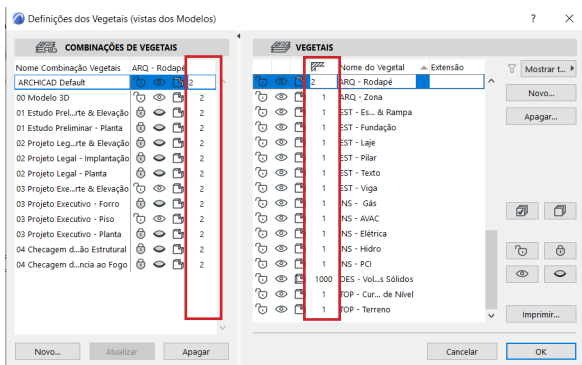 Definições dos Vegetais (vistas dos Modelos) ? ×
COMBINAÇÕES DE VEGETAIS
Nome Combinação Vegetais ARQ - Rodapé
ARCHICAD Default 2
00 Modelo 3D 2
01 Estudo Prel...rte & Elevação 2
01 Estudo Preliminar - Planta 2
02 Projeto Leg...rte & Elevação 2
02 Projeto Legal - Implantação 2
02 Projeto Legal - Planta 2
03 Projeto Exe...rte & Elevação 2
03 Projeto Executivo - Forro 2
03 Projeto Executivo - Piso 2
03 Projeto Executivo - Planta 2
04 Checagem d...ão Estrutural 2
04 Checagem d...ncia ao Fogo 2
Novo... Atualizar Apagar
VEGETAIS
Nome do Vegetal Extensão
2 ARQ - Rodapé
1 ARQ - Zona
1 EST - Es... & Rampa
1 EST - Fundação
1 EST - Laje
1 EST - Pilar
1 EST - Texto
1 EST - Viga
1 INS - Gás
1 INS - AVAC
1 INS - Elétrica
1 INS - Hidro
1 INS - PCI
1000 OES - Vol...s Sólidos
1 TOP - Cur... de Nível
1 TOP - Terreno
Mostrar t...
Novo...
Apagar...
Imprimir...
Cancelar OK